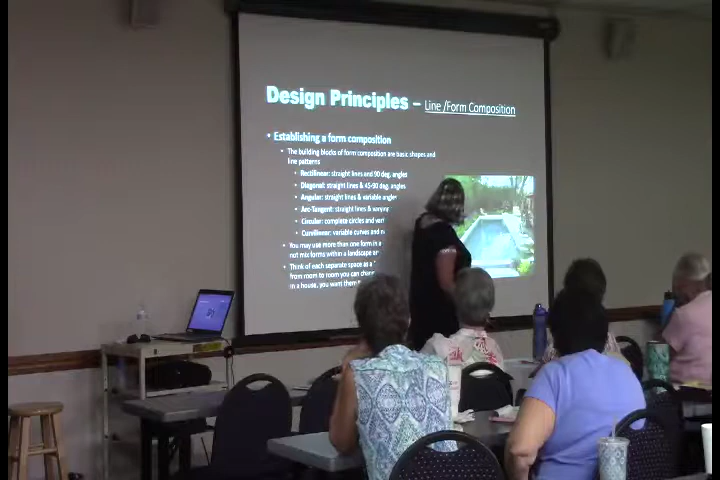 Design Principles – Line /Form Composition
• Establishing a form composition
• The building blocks of form composition are basic shapes and
line patterns
• Rectilinear: straight lines and 90 deg. angles
• Diagonal: straight lines & 45-90 deg. angles
• Angular: straight lines & variable angles
• Arc-Tangent: straight lines & varying
• Circular: complete circles and
• Curvilinear: variable curves and
• You may use more than one form in a
not mix forms within a landscape
• Think of each separate space as a
from room to room you can
in a house, you want them